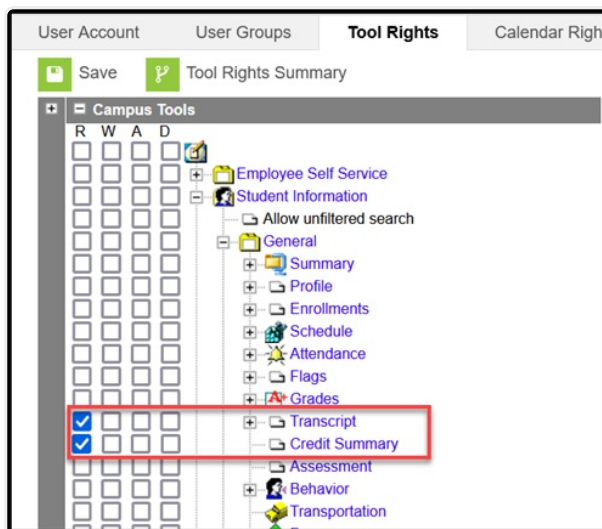 User Account User Groups Tool Rights Calendar Righ
Save Tool Rights Summary
Campus Tools
R W A D
Employee Self Service
Student Information
Allow unfiltered search
General
Summary
Profile
Enrollments
Schedule
Attendance
Flags
Grades
Transcript
Credit Summary
Assessment
Behavior
Transportation